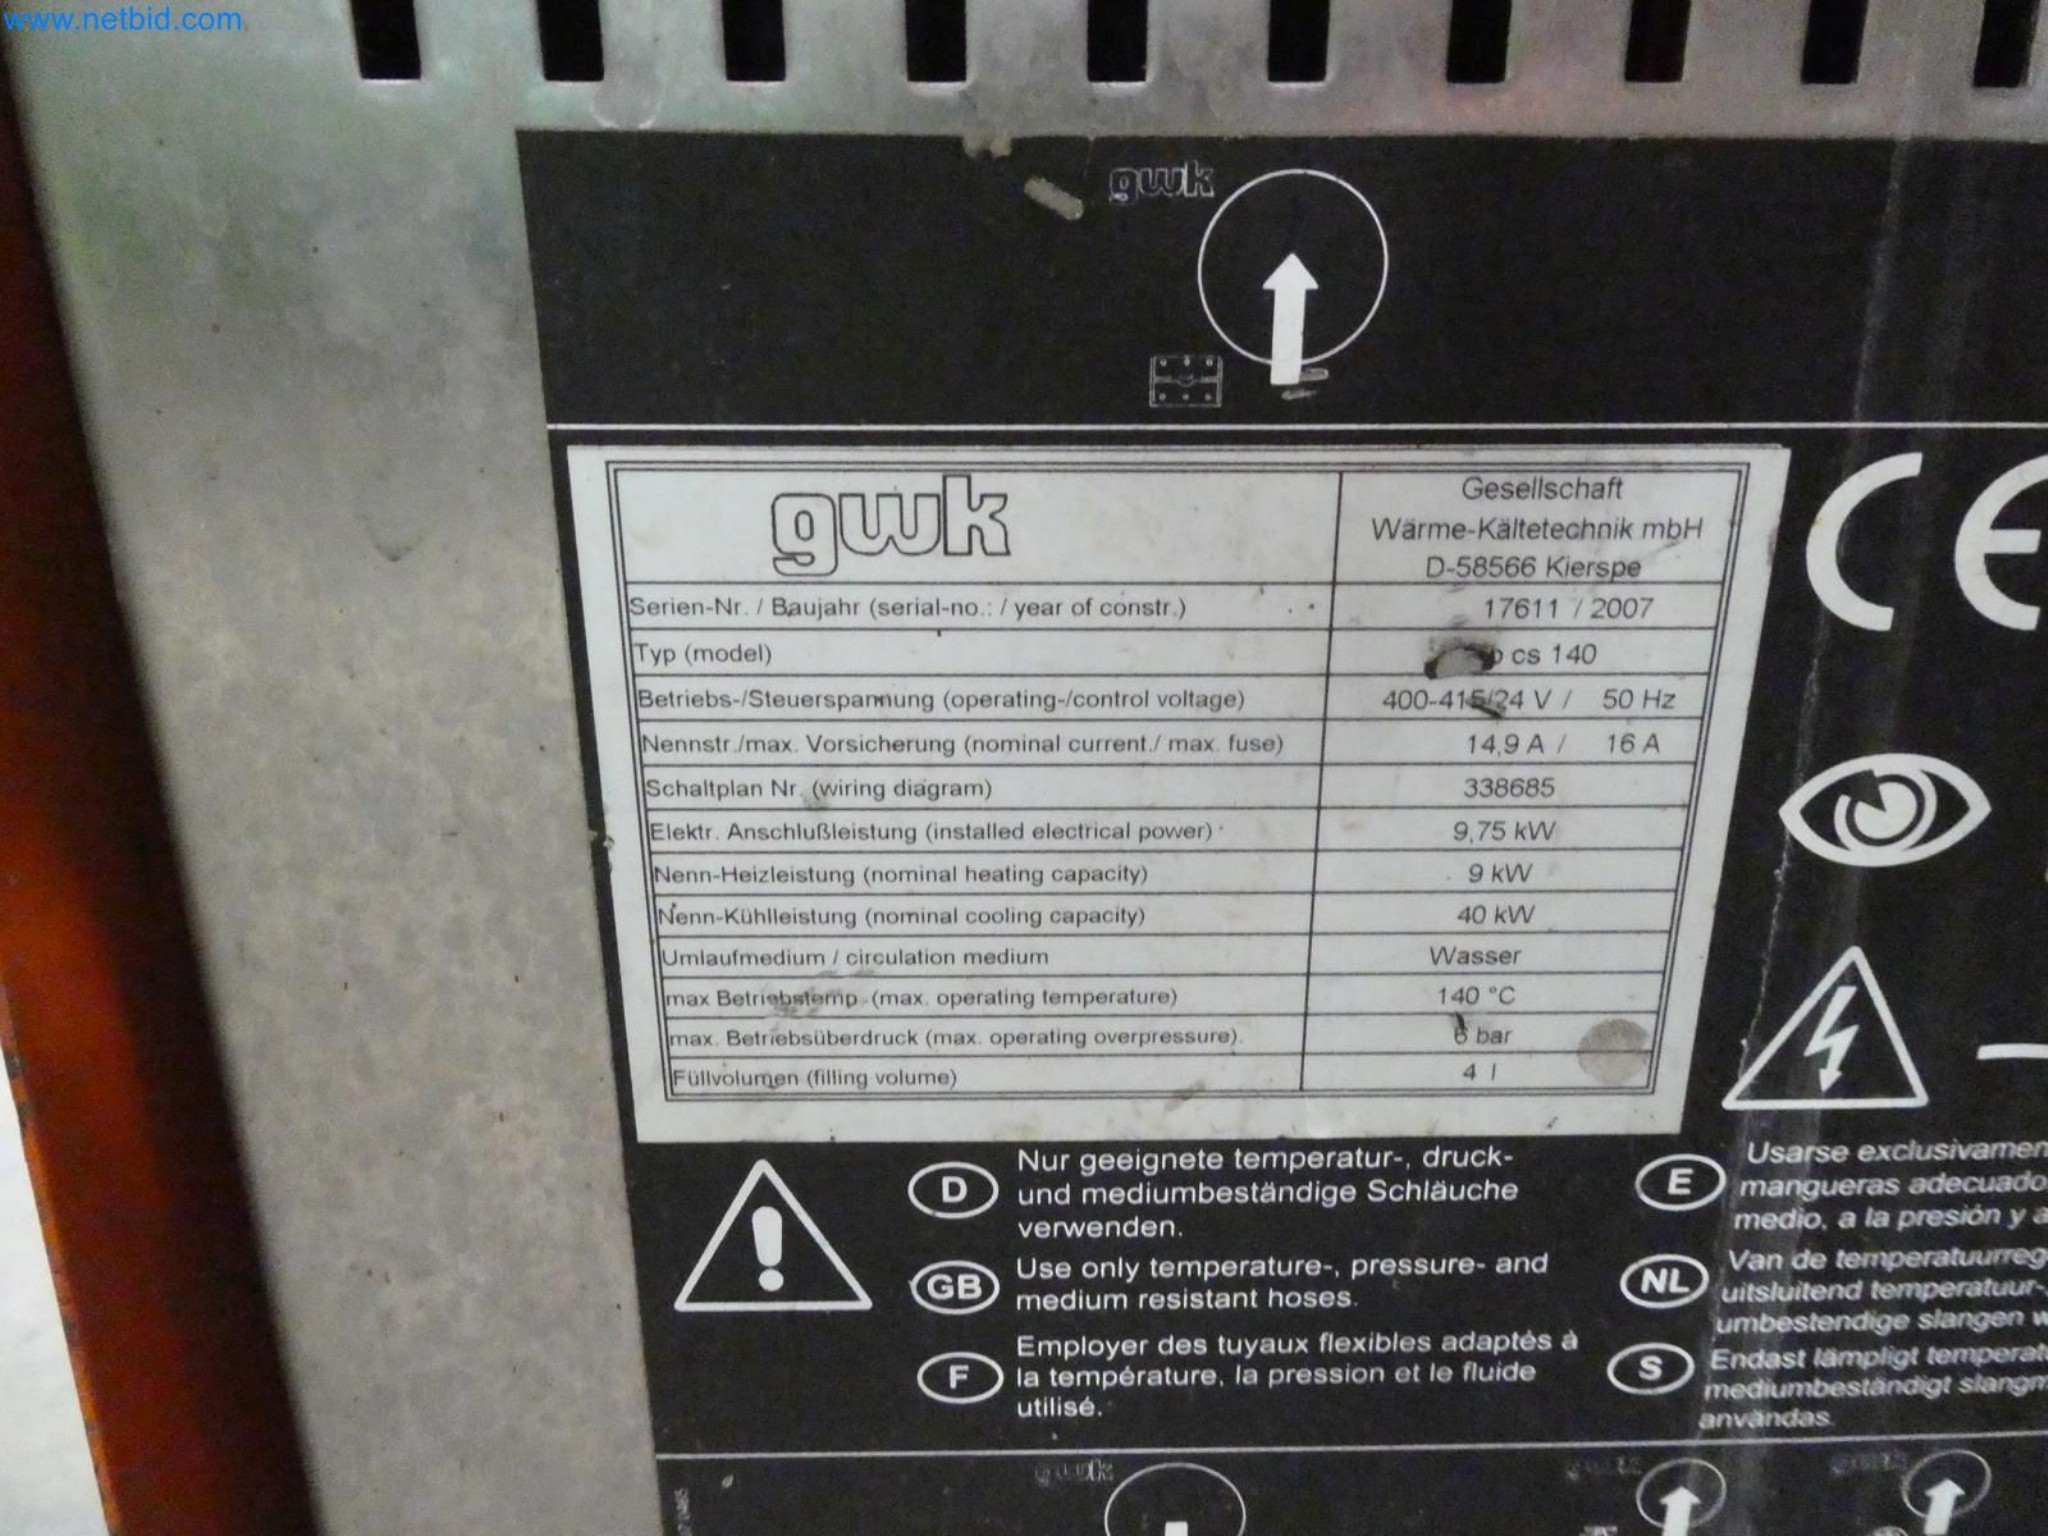 www.netbid.com
gwk
gwk
Gesellschaft
Wärme-Kältetechnik mbH
D-58566 Kierspe
Serien-Nr. / Baujahr (serial-no.: / year of constr.) 17611 / 2007
Typ (model) cs 140
Betriebs-/Steuerspannung (operating-/control voltage) 400-415/24 V / 50 Hz
Nennstr./max. Vorsicherung (nominal current./ max. fuse) 14,9 A / 16 A
Schaltplan Nr. (wiring diagram) 338685
Elektr. Anschlußleistung (installed electrical power) 9,75 kW
Nenn-Heizleistung (nominal heating capacity) 9 kW
Nenn-Kühlleistung (nominal cooling capacity) 40 kW
Umlaufmedium / circulation medium Wasser
max Betriebstemp. (max. operating temperature) 140 °C
max. Betriebsüberdruck (max. operating overpressure). 6 bar
Füllvolumen (filling volume) 4 l
CE
D Nur geeignete temperatur-, druck-
und mediumbeständige Schläuche
verwenden.
GB Use only temperature-, pressure- and
medium resistant hoses.
F Employer des tuyaux flexibles adaptés à
la température, la pression et le fluide
utilisé.
E Usarse exclusivamen
mangueras adecuado
medio, a la presión y a
NL Van de temperatuurreg
uitsluitend temperatuur-,
umbestendige slangen w
S Endast lämpligt temperat
mediumbeständigt slangm
användas.
gwk